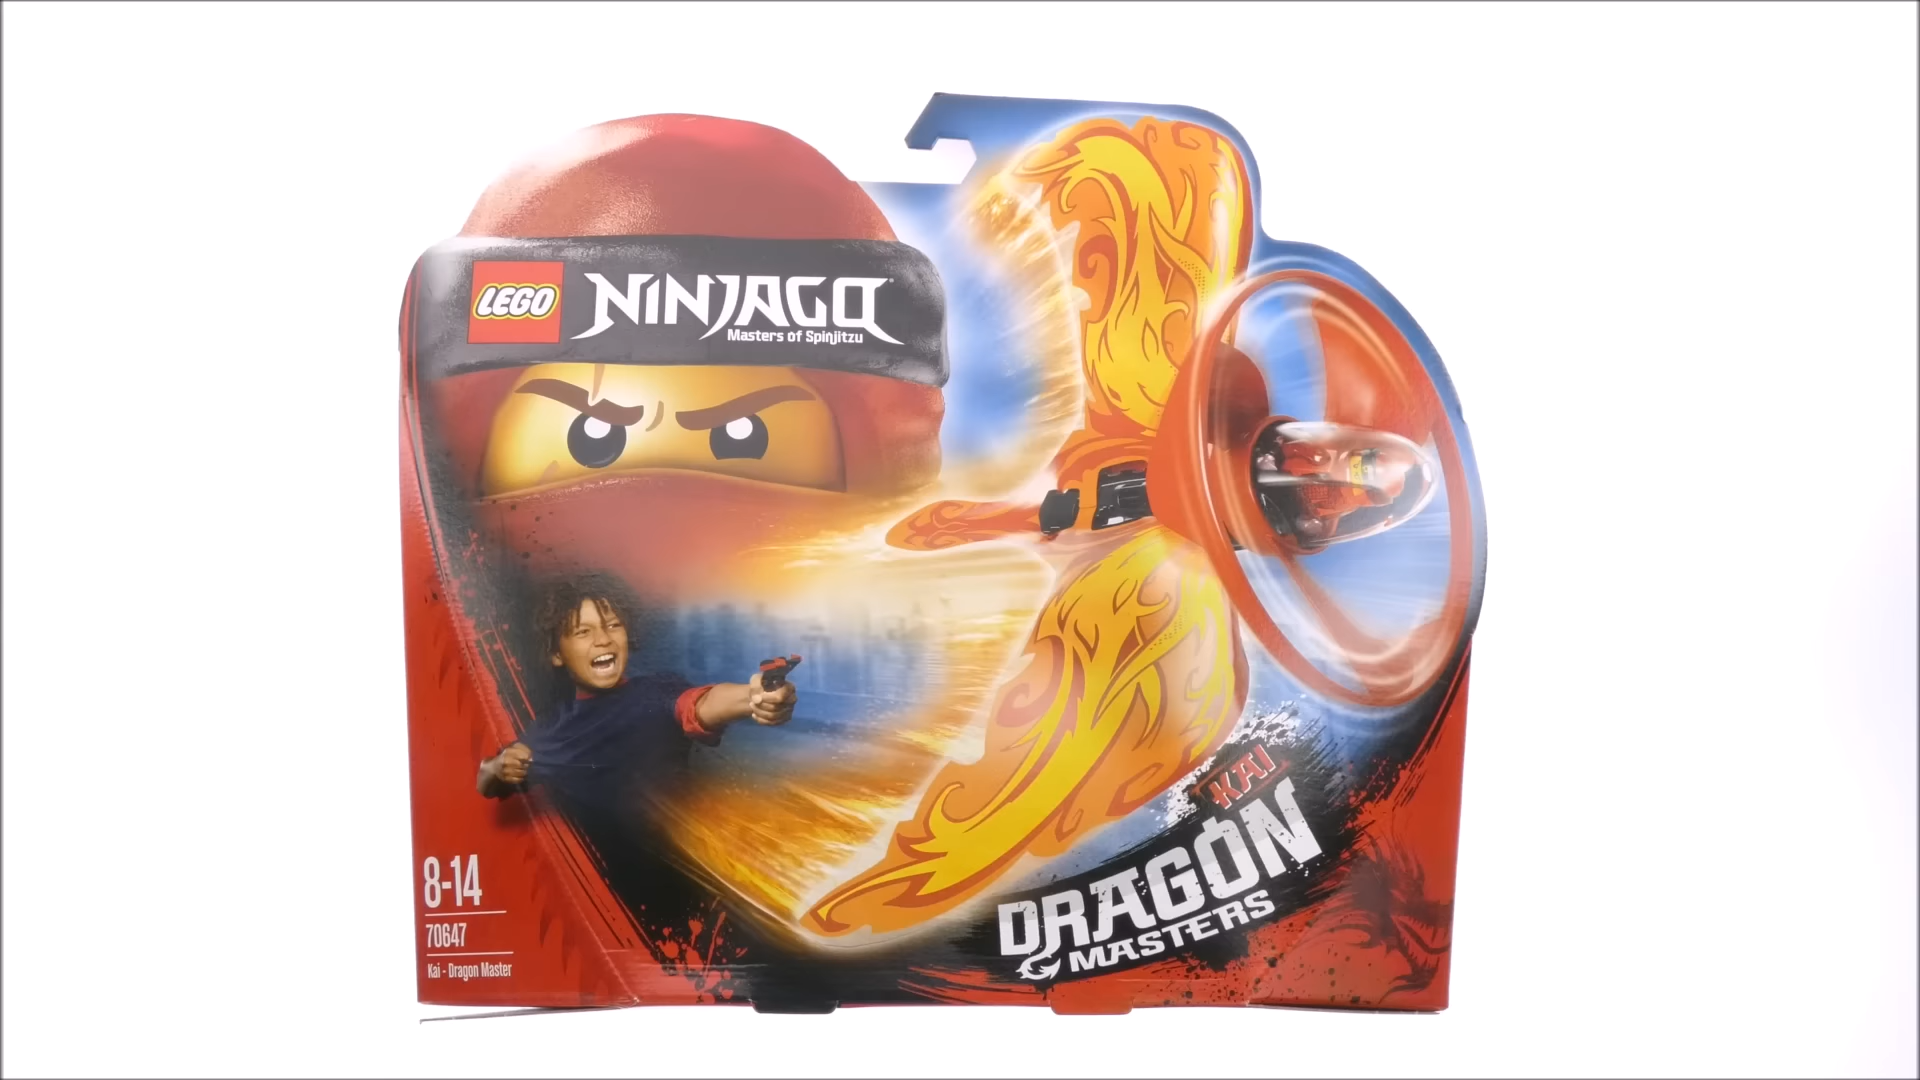 LEGO
NINJAGO
Masters of Spinjitzu
KAI
DRAGON
MASTERS
8-14
70647
Kai - Dragon Master